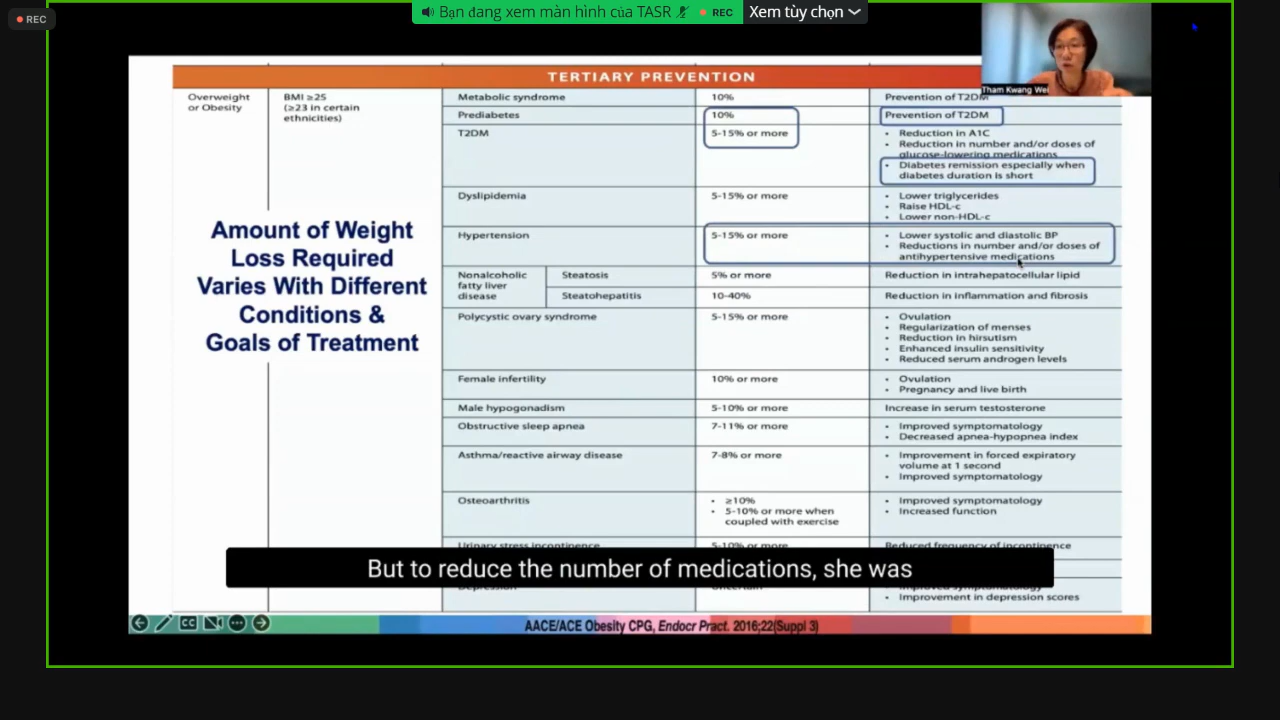 REC
Bạn đang xem màn hình của TASR
REC
Xem tùy chọn
Tham Kwang Wei
TERTIARY PREVENTION
Overweight
or Obesity
BMI ≥25
(≥23 in certain
ethnicities)
Amount of Weight
Loss Required
Varies With Different
Conditions &
Goals of Treatment
Metabolic syndrome
10%
Prevention of T2DM
Prediabetes
10%
Prevention of T2DM
T2DM
5-15% or more
• Reduction in A1C
• Reduction in number and/or doses of
glucose-lowering medications
• Diabetes remission especially when
diabetes duration is short
Dyslipidemia
5-15% or more
• Lower triglycerides
• Raise HDL-c
• Lower non-HDL-c
Hypertension
5-15% or more
• Lower systolic and diastolic BP
• Reductions in number and/or doses of
antihypertensive medications
Nonalcoholic
fatty liver
disease
Steatosis
5% or more
Reduction in intrahepatocellular lipid
Steatohepatitis
10-40%
Reduction in inflammation and fibrosis
Polycystic ovary syndrome
5-15% or more
• Ovulation
• Regularization of menses
• Reduction in hirsutism
• Enhanced insulin sensitivity
• Reduced serum androgen levels
Female infertility
10% or more
• Ovulation
• Pregnancy and live birth
Male hypogonadism
5-10% or more
Increase in serum testosterone
Obstructive sleep apnea
7-11% or more
• Improved symptomatology
• Decreased apnea-hypopnea index
Asthma/reactive airway disease
7-8% or more
• Improvement in forced expiratory
volume at 1 second
• Improved symptomatology
Osteoarthritis
• ≥10%
• 5-10% or more when
coupled with exercise
• Improved symptomatology
• Increased function
Urinary stress incontinence
5-10% or more
Reduced frequency of incontinence
Depression
Uncertain
• Improved symptomatology
• Improvement in depression scores
But to reduce the number of medications, she was
CC
AACE/ACE Obesity CPG, Endocr Pract. 2016;22(Suppl 3)